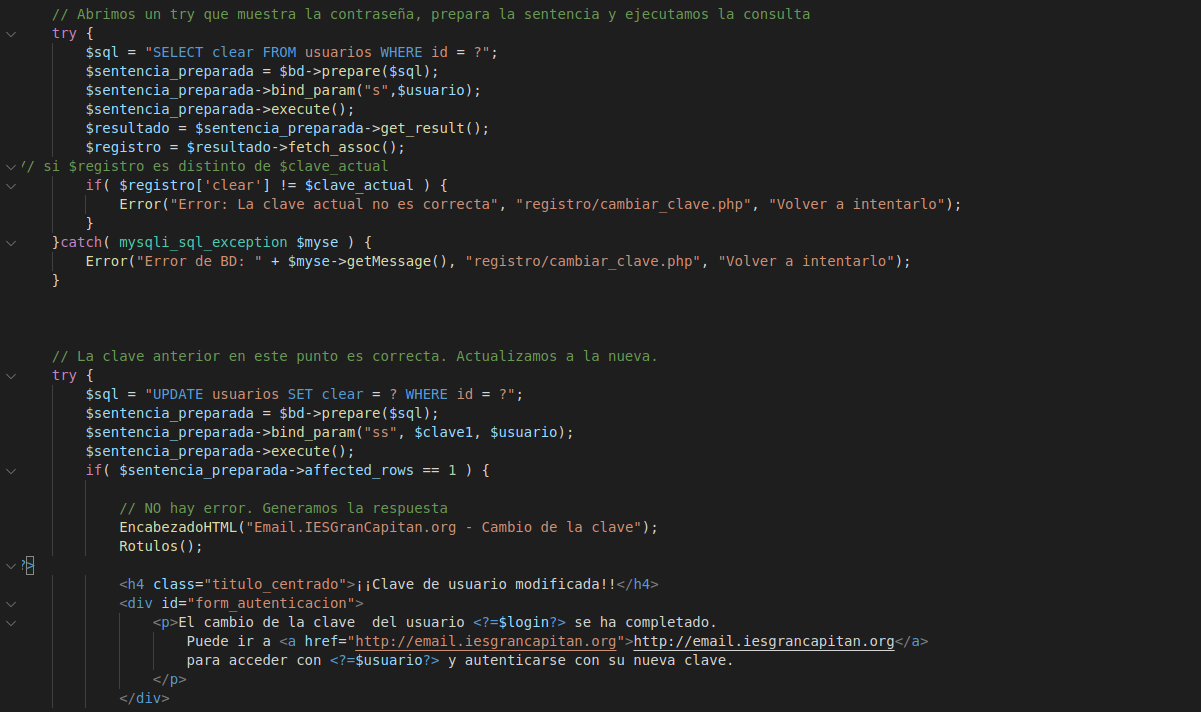 // Abrimos un try que muestra la contraseña, prepara la sentencia y ejecutamos la consulta
try {
$sql = "SELECT clear FROM usuarios WHERE id = ?";
$sentencia_preparada = $bd->prepare($sql);
$sentencia_preparada->bind_param("s",$usuario);
$sentencia_preparada->execute();
$resultado = $sentencia_preparada->get_result();
$registro = $resultado->fetch_assoc();
// si $registro es distinto de $clave_actual
if( $registro['clear'] != $clave_actual ) {
Error("Error: La clave actual no es correcta", "registro/cambiar_clave.php", "Volver a intentarlo");
}
}catch( mysqli_sql_exception $myse ) {
Error("Error de BD: " + $myse->getMessage(), "registro/cambiar_clave.php", "Volver a intentarlo");
}
// La clave anterior en este punto es correcta. Actualizamos a la nueva.
try {
$sql = "UPDATE usuarios SET clear = ? WHERE id = ?";
$sentencia_preparada = $bd->prepare($sql);
$sentencia_preparada->bind_param("ss", $clave1, $usuario);
$sentencia_preparada->execute();
if( $sentencia_preparada->affected_rows == 1 ) {
// NO hay error. Generamos la respuesta
EncabezadoHTML("Email.IESGranCapitan.org - Cambio de la clave");
Rotulos();
?>
<h4 class="titulo_centrado">¡¡Clave de usuario modificada!!</h4>
<div id="form_autenticacion">
<p>El cambio de la clave  del usuario <?=$login?> se ha completado.
Puede ir a <a href="http://email.iesgrancapitan.org">http://email.iesgrancapitan.org</a>
para acceder con <?=$usuario?> y autenticarse con su nueva clave.
</p>
</div>